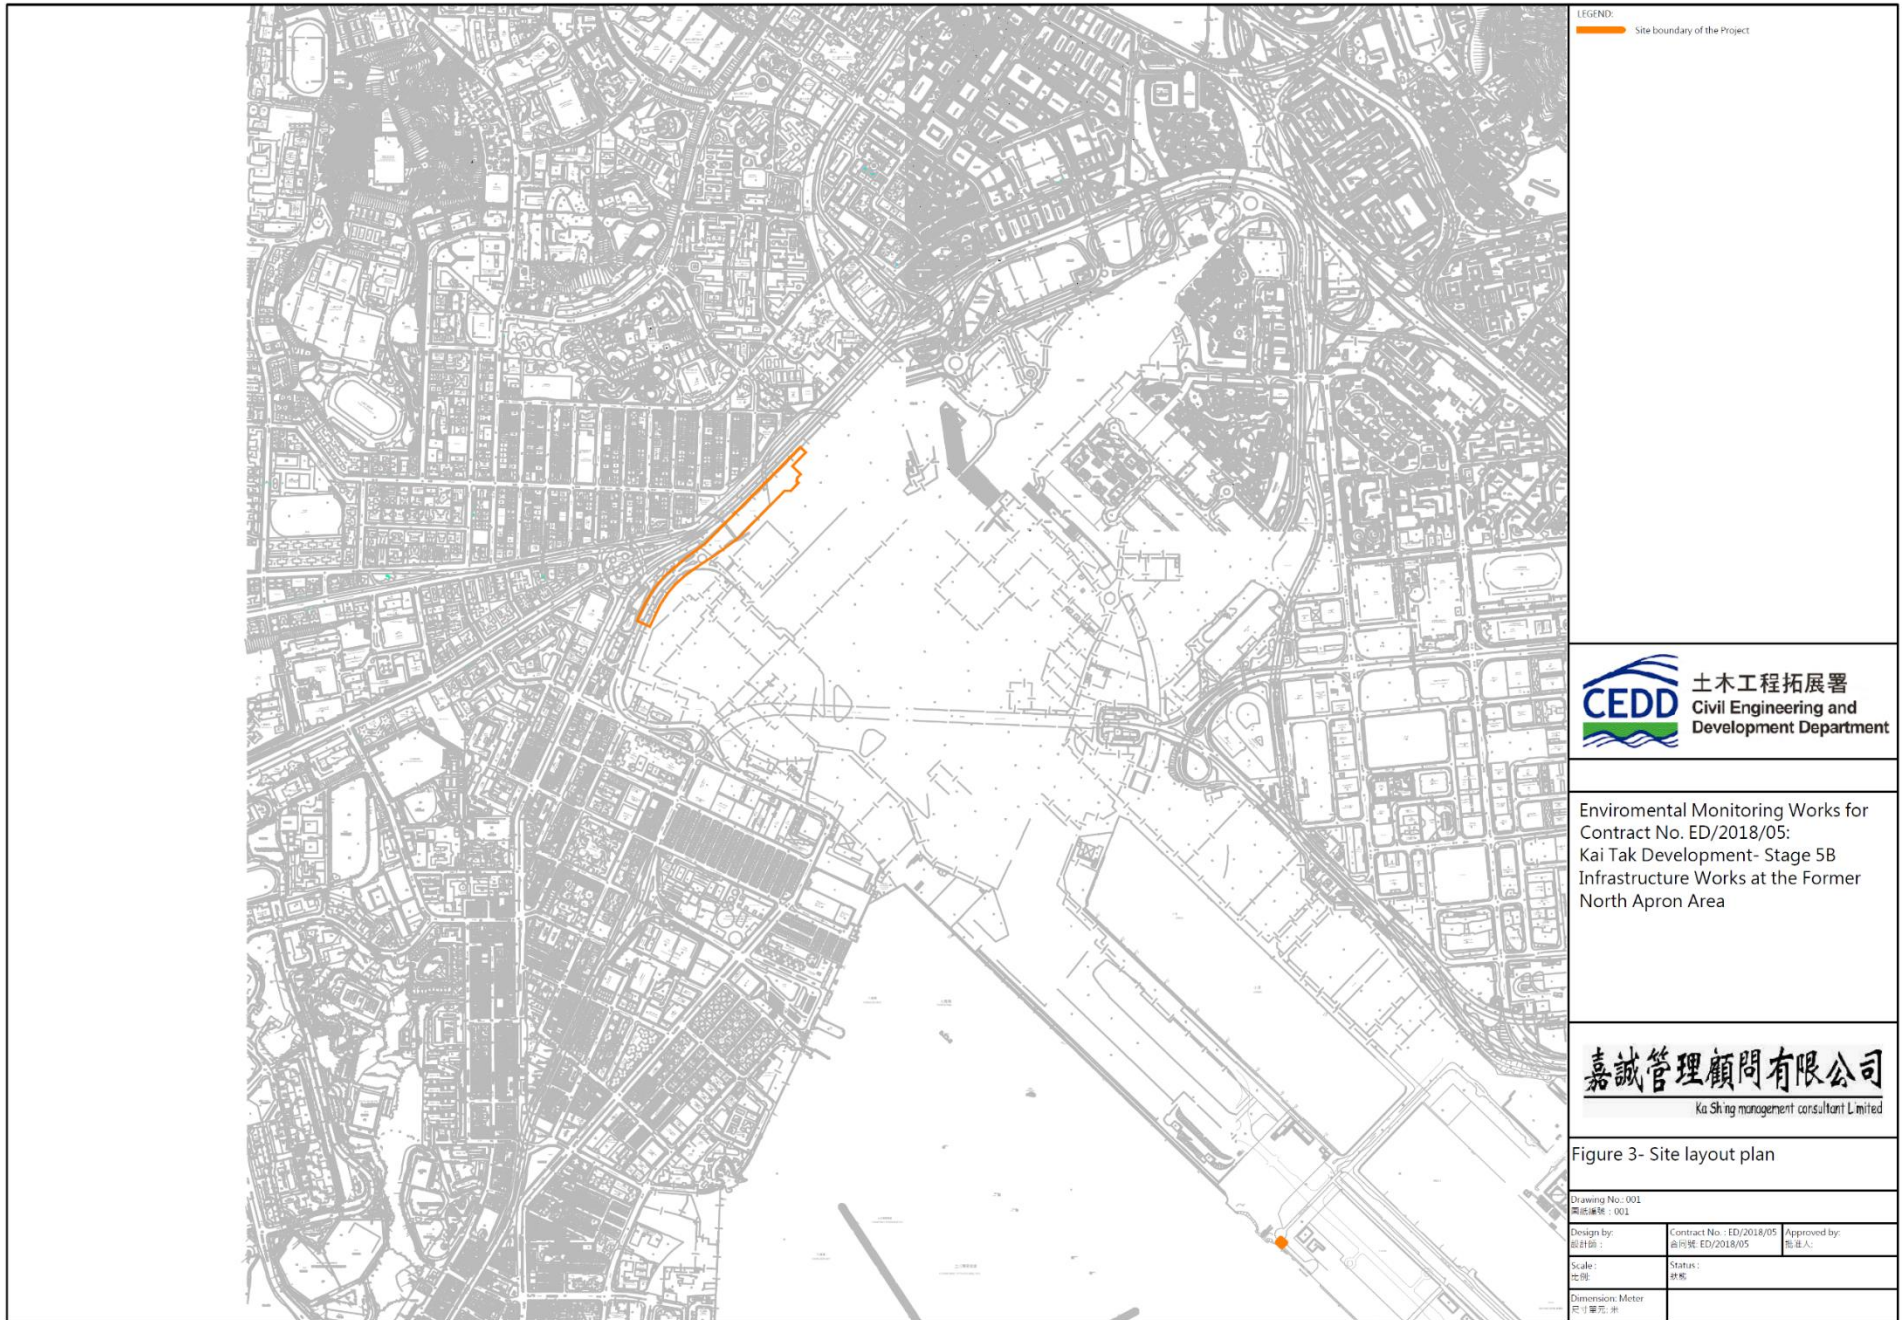 LEGEND:
Site boundary of the Project
CEDD
土木工程拓展署
Civil Engineering and
Development Department
Enviromental Monitoring Works for
Contract No. ED/2018/05:
Kai Tak Development- Stage 5B
Infrastructure Works at the Former
North Apron Area
嘉誠管理顧問有限公司
Ka Shing management consultant Limited
Figure 3- Site layout plan
Drawing No.: 001
圖紙編號 : 001
Design by:
設計師 :
Contract No. : ED/2018/05
合同號: ED/2018/05
Approved by:
批准人:
Scale :
比例:
Status :
狀態
Dimension: Meter
尺寸單元: 米